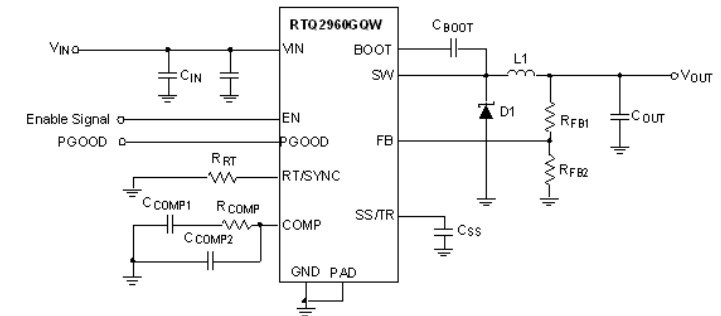 RTQ2960GQW
VIN
VIN
CIN
BOOT
CBOOT
SW
L1
VOUT
D1
RFB1
COUT
Enable Signal
EN
PGOOD
PGOOD
FB
RFB2
RRT
RT/SYNC
CCOMP1
RCOMP
COMP
CCOMP2
SS/TR
CSS
GND PAD